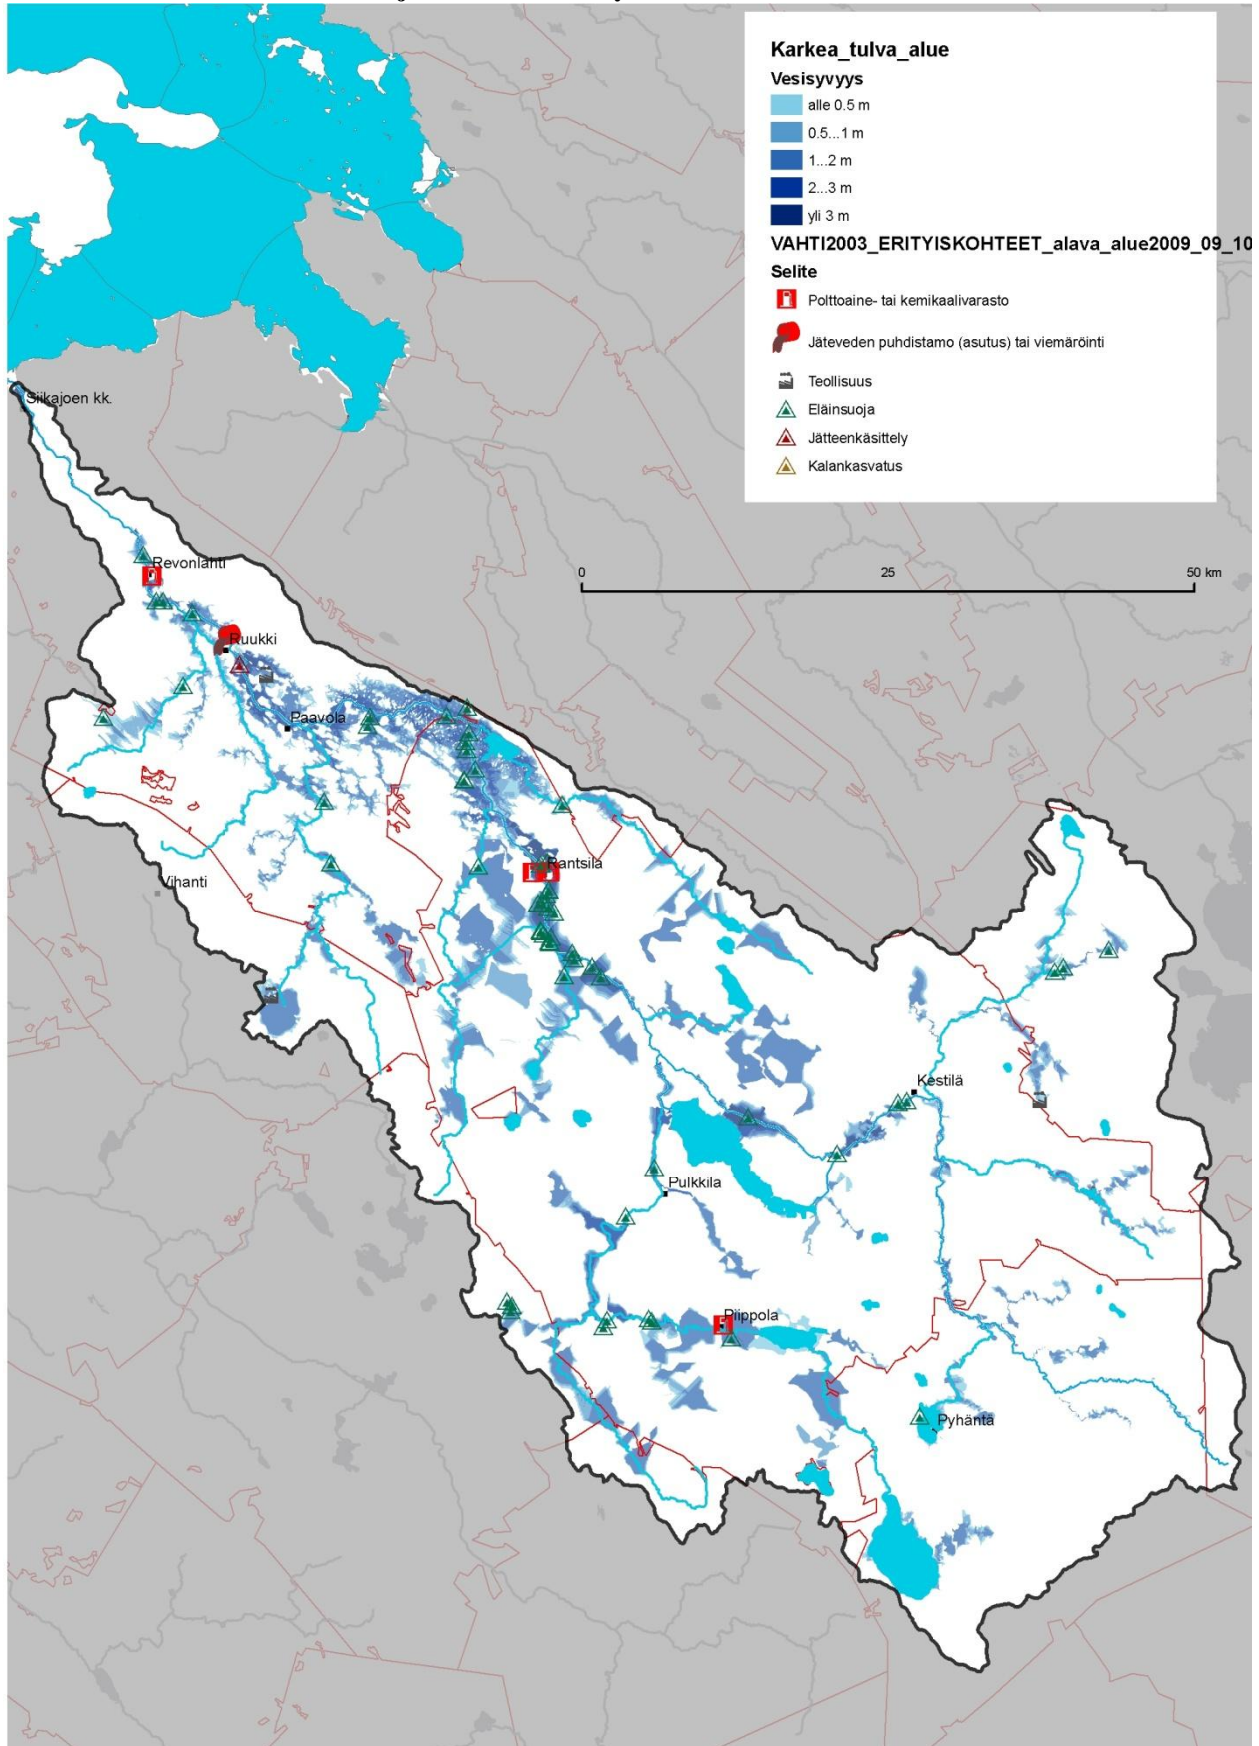 Karkea_tulva_alue
Vesisyvyys
alle 0.5 m
0.5...1 m
1...2 m
2...3 m
yli 3 m
VAHTI2003_ERITYISKOHTEET_alava_alue2009_09_10
Selite
Polttoaine- tai kemikaalivarasto
Jäteveden puhdistamo (asutus) tai viemäröinti
Teollisuus
Eläinsuoja
Jätteenkäsittely
Kalankasvatus
Siikajoen kk.
Revonlahti
0 25 50 km
Ruukki
Paavola
Rantsila
Vihanti
Kestilä
Pulkkila
Piippola
Pyhäntä